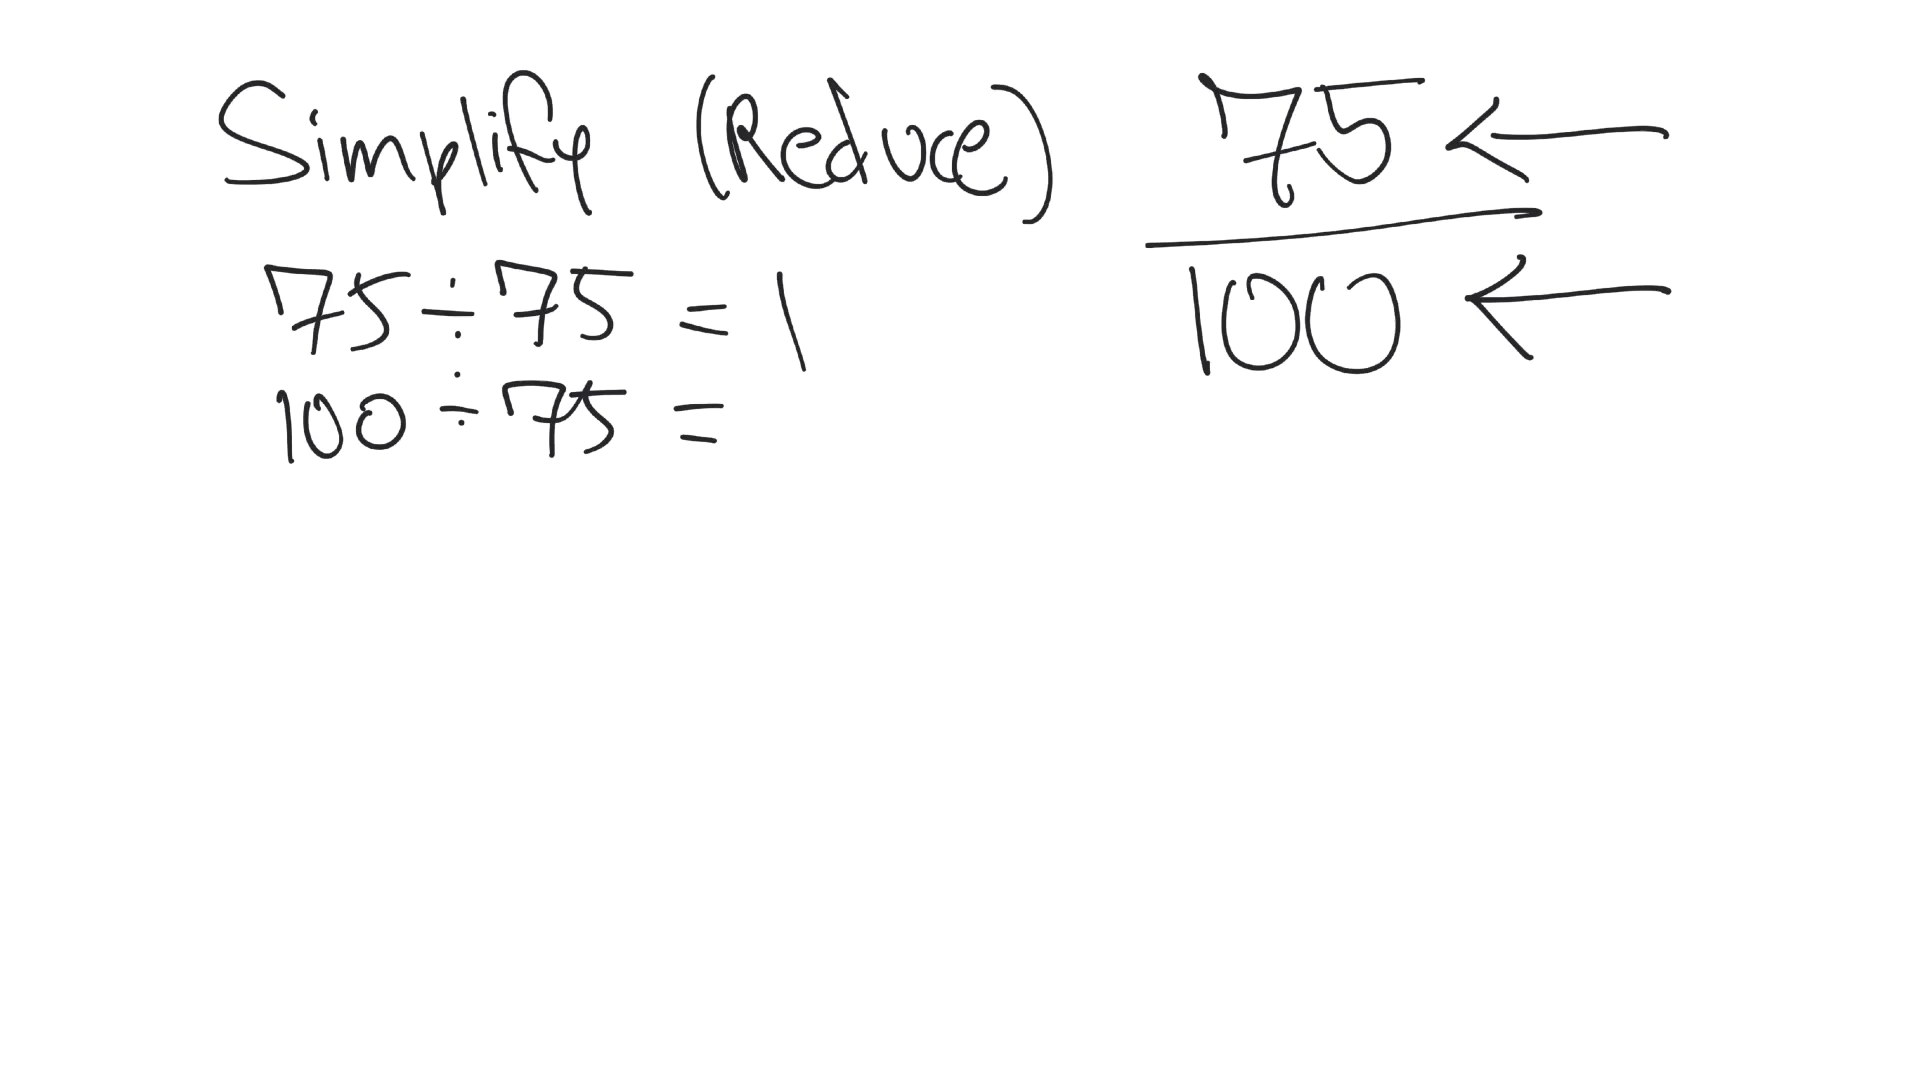 Simplify (Reduce) 75 ←
100 ←
75 ÷ 75 = 1
100 ÷ 75 =